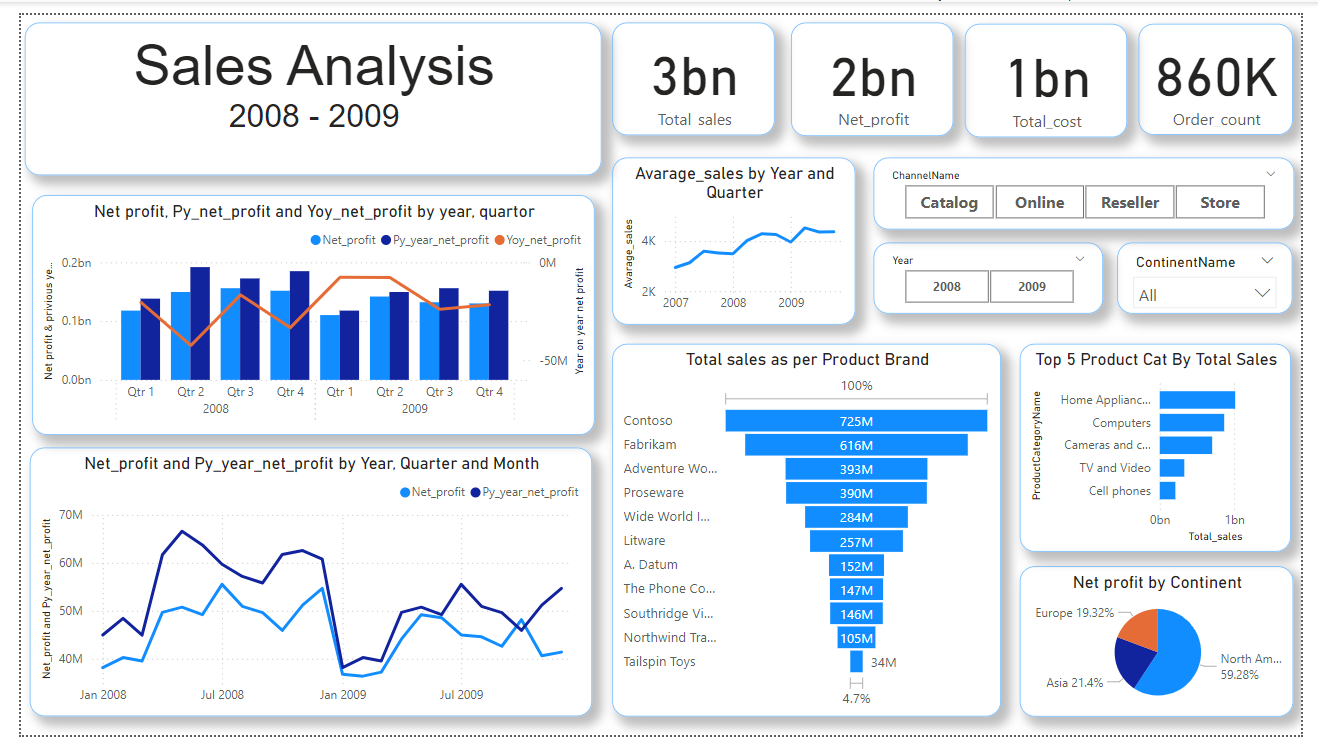 Sales Analysis
2008 - 2009
3bn
Total sales
2bn
Net_profit
1bn
Total_cost
860K
Order_count
Net profit, Py_net_profit and Yoy_net_profit by year, quartor
Net_profit Py_year_net_profit Yoy_net_profit
Net profit & privious ye...
0.2bn
0.1bn
0.0bn
0M
-50M
Year on year net profit
Qtr 1 Qtr 2 Qtr 3 Qtr 4 Qtr 1 Qtr 2 Qtr 3 Qtr 4
2008 2009
Avarage_sales by Year and
Quarter
Avarage_sales
4K
2K
2007 2008 2009
ChannelName
Catalog Online Reseller Store
Year
2008 2009
ContinentName
All
Net_profit and Py_year_net_profit by Year, Quarter and Month
Net_profit Py_year_net_profit
Net_profit and Py_year_net_profit
70M
60M
50M
40M
Jan 2008 Jul 2008 Jan 2009 Jul 2009
Total sales as per Product Brand
100%
Contoso 725M
Fabrikam 616M
Adventure Wo... 393M
Proseware 390M
Wide World I... 284M
Litware 257M
A. Datum 152M
The Phone Co... 147M
Southridge Vi... 146M
Northwind Tra... 105M
Tailspin Toys 34M
4.7%
Top 5 Product Cat By Total Sales
ProductCategoryName
Home Applianc...
Computers
Cameras and c...
TV and Video
Cell phones
0bn 1bn
Total_sales
Net profit by Continent
Europe 19.32%
Asia 21.4%
North Am...
59.28%